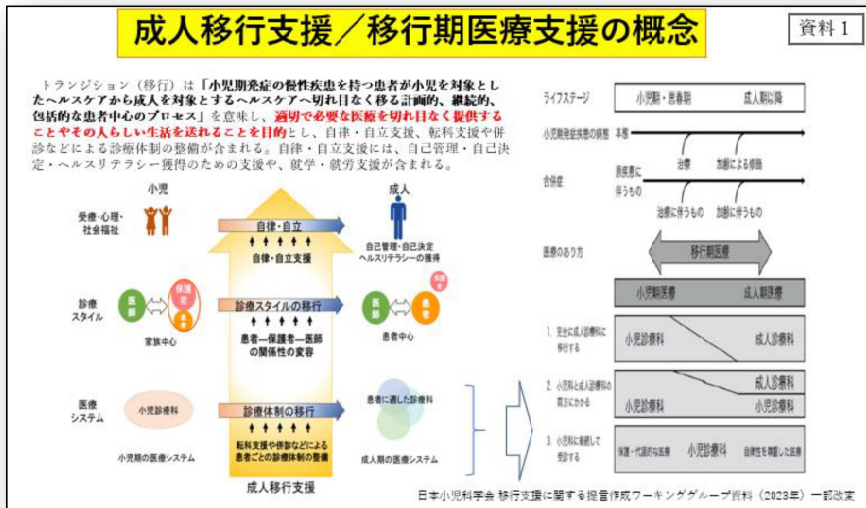 成人移行支援／移行期医療支援の概念
資料1
トランジション（移行）は「小児期発症の慢性疾患を持つ患者が小児を対象とし
たヘルスケアから成人を対象とするヘルスケアへ切れ目なく移る計画的、継続的、
包括的な患者中心のプロセス」を意味し、適切で必要な医療を切れ目なく提供する
ことやその人らしい生活を送れることを目的とし、自律・自立支援、転科支援や併
診などによる診療体制の整備が含まれる。自律・自立支援には、自己管理・自己決
定・ヘルスリテラシー獲得のための支援や、就学・就労支援が含まれる。
小児
成人
受療・心理・
社会福祉
自律・自立
自律・自立支援
自己管理・自己決定
ヘルスリテラシーの獲得
診療
スタイル
医師
保護者
患者
家族中心
診療スタイルの移行
患者―保護者―医師
の関係性の変容
医師
患者
保護者
患者中心
医療
システム
小児診療科
小児期の医療システム
診療体制の移行
転科支援や併診などによる
患者ごとの診療体制の整備
患者に適した診療科
成人期の医療システム
成人移行支援
ライフステージ
小児期・思春期
成人期以降
小児期発症疾患の病態
本態
治療
加齢による修飾
合併症
原疾患に
伴うもの
治療に伴うもの
加齢に伴うもの
医療のあり方
移行期医療
小児期医療
成人期医療
1. 完全に成人診療科に
移行する
小児診療科
成人診療科
2. 小児科と成人診療科の
両方にかかる
小児診療科
成人診療科
小児診療科
3. 小児科に継続して
受診する
保護・代諾的な医療
小児診療科
自律性を尊重した医療
日本小児科学会 移行支援に関する提言作成ワーキンググループ資料（2023年）一部改変